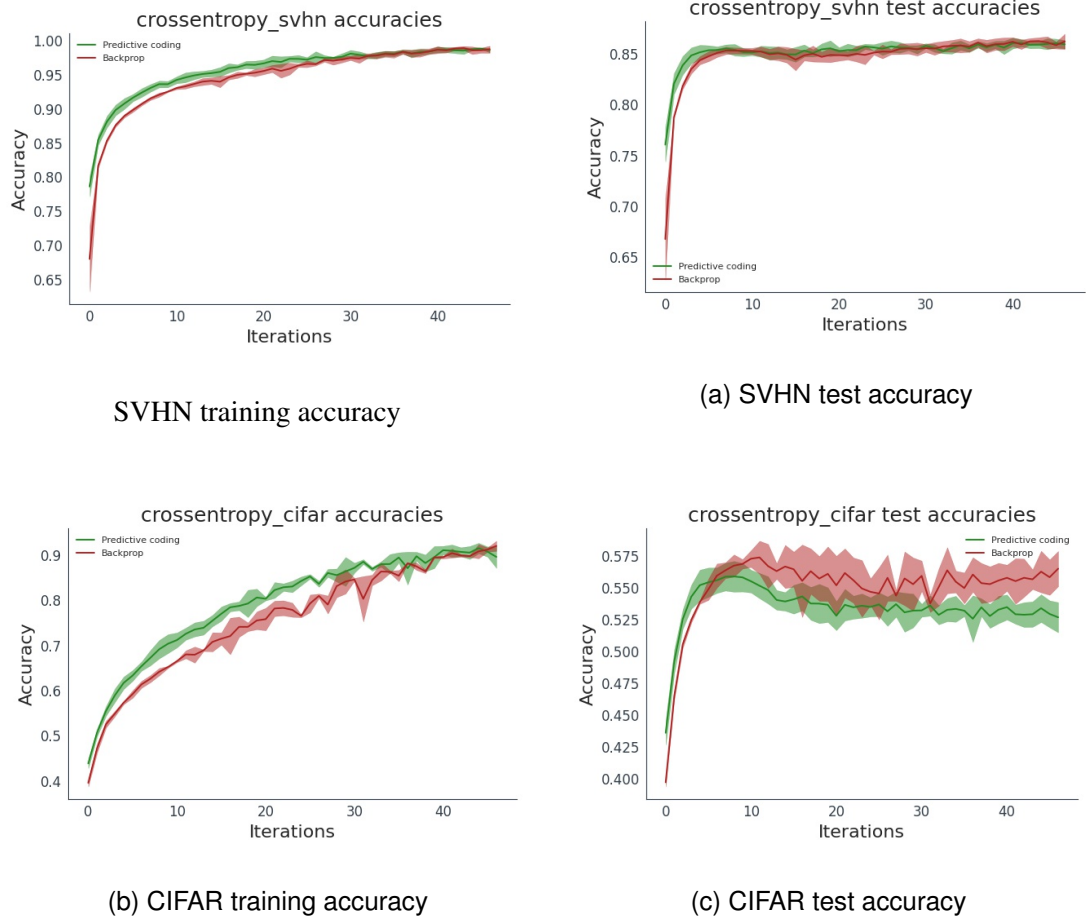 crossentropy_svhn accuracies
Predictive coding
Backprop
1.00
0.95
0.90
0.85
0.80
0.75
0.70
0.65
Accuracy
0
10
20
30
40
Iterations
SVHN training accuracy
crossentropy_svhn test accuracies
0.85
0.80
0.75
0.70
0.65
Accuracy
Predictive coding
Backprop
0
10
20
30
40
Iterations
(a) SVHN test accuracy
crossentropy_cifar accuracies
Predictive coding
Backprop
0.9
0.8
0.7
0.6
0.5
0.4
Accuracy
0
10
20
30
40
Iterations
(b) CIFAR training accuracy
crossentropy_cifar test accuracies
Predictive coding
Backprop
0.575
0.550
0.525
0.500
0.475
0.450
0.425
0.400
Accuracy
0
10
20
30
40
Iterations
(c) CIFAR test accuracy